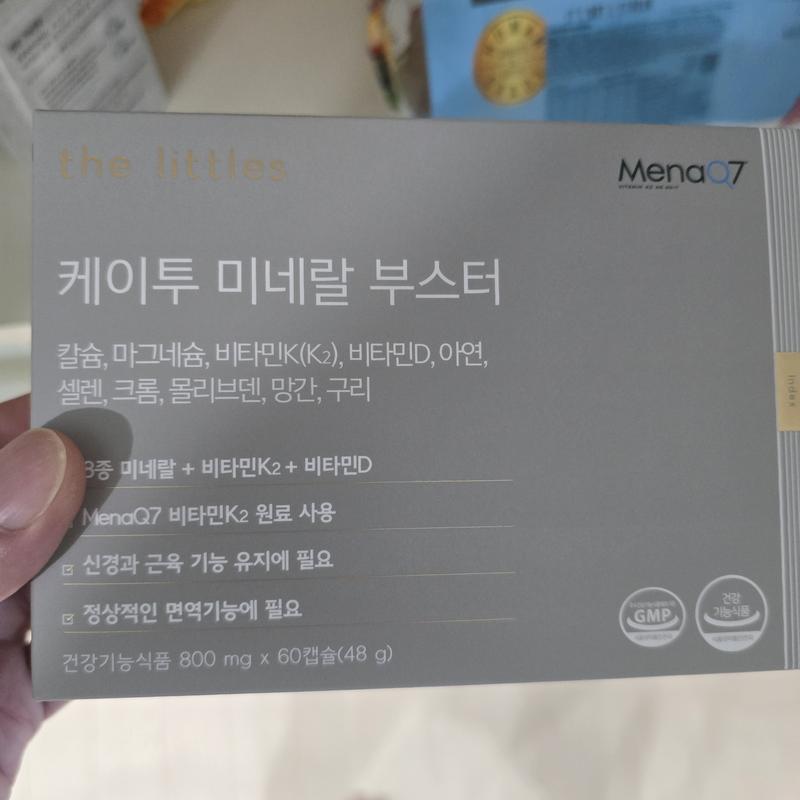 the littles
MenaQ7
케이투 미네랄 부스터
칼슘, 마그네슘, 비타민K(K2), 비타민D, 아연,
셀렌, 크롬, 몰리브덴, 망간, 구리
8종 미네랄 + 비타민K2 + 비타민D
MenaQ7 비타민K2 원료 사용
신경과 근육 기능 유지에 필요
정상적인 면역기능에 필요
건강기능식품 800 mg x 60캡슐(48 g)
GMP
건강
기능식품
index